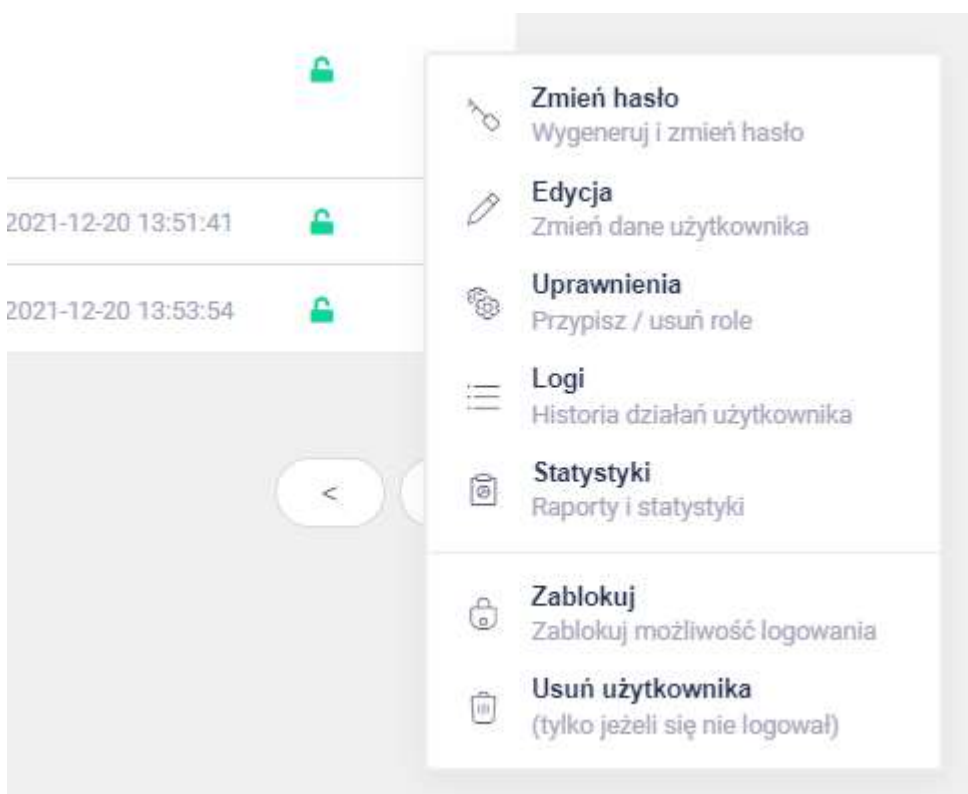 Zmień hasło
Wygeneruj i zmień hasło
2021-12-20 13:51:41
Edycja
Zmień dane użytkownika
2021-12-20 13:53:54
Uprawnienia
Przypisz / usuń role
Logi
Historia działań użytkownika
<
Statystyki
Raporty i statystyki
Zablokuj
Zablokuj możliwość logowania
Usuń użytkownika
(tylko jeżeli się nie logował)